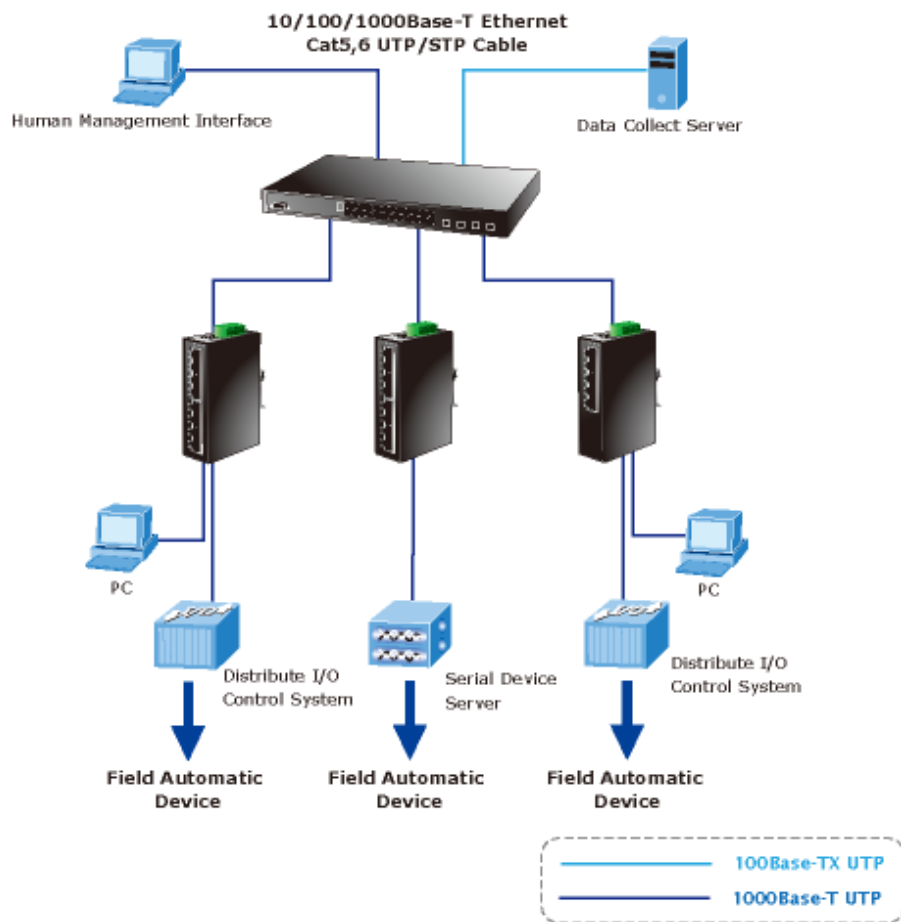 10/100/1000Base-T Ethernet
Cat5,6 UTP/STP Cable
Human Management Interface
Data Collect Server
PC
PC
Distribute I/O
Control System
Serial Device
Server
Distribute I/O
Control System
Field Automatic
Device
Field Automatic
Device
Field Automatic
Device
100Base-TX UTP
1000Base-T UTP